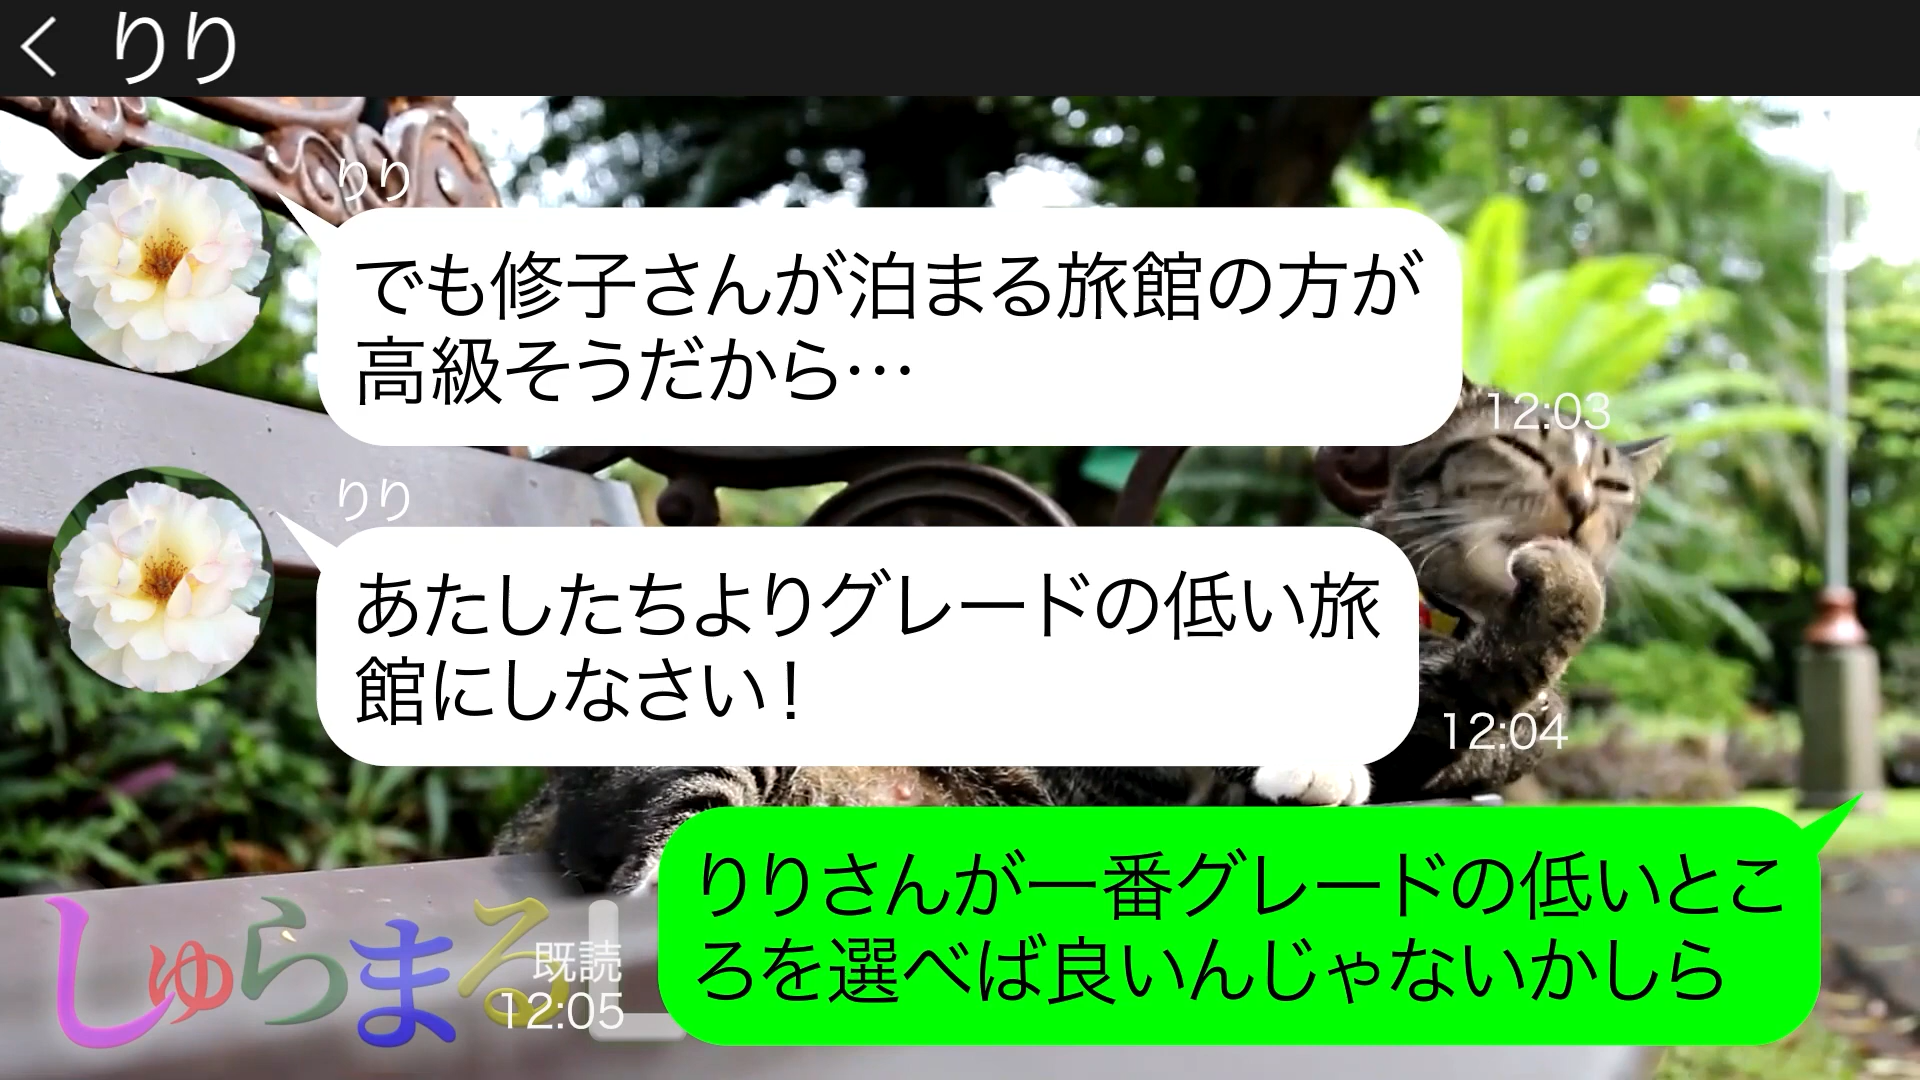 りり
りり
でも修子さんが泊まる旅館の方が
高級そうだから…
12:03
りり
あたしたちよりグレードの低い旅
館にしなさい！
12:04
りりさんが一番グレードの低いとこ
ろを選べば良いんじゃないかしら
既読
12:05
しゅらまるL